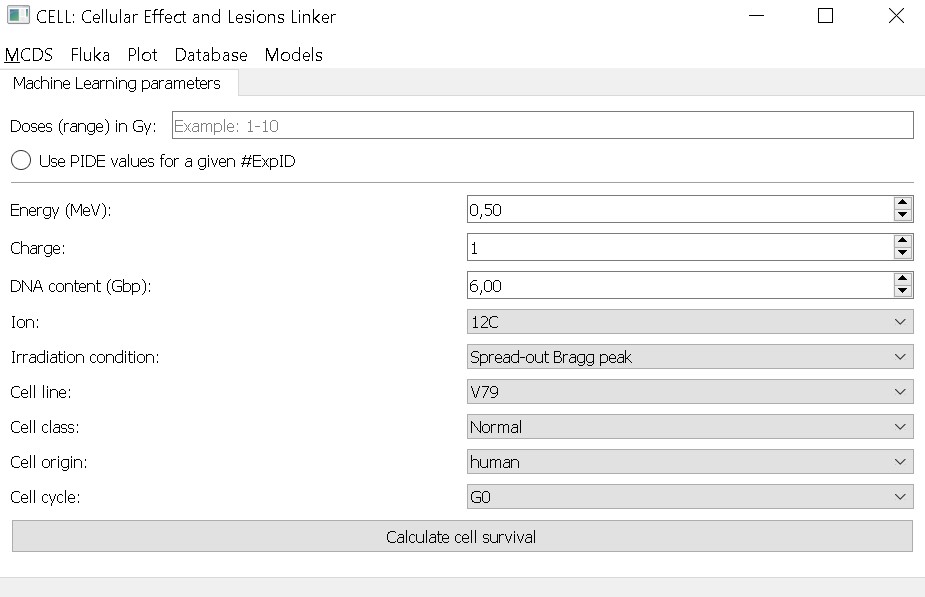 CELL: Cellular Effect and Lesions Linker
MCDS Fluka Plot Database Models
Machine Learning parameters
Doses (range) in Gy: Example: 1-10
Use PIDE values for a given #ExpID
Energy (MeV): 0,50
Charge: 1
DNA content (Gbp): 6,00
Ion: 12C
Irradiation condition: Spread-out Bragg peak
Cell line: V79
Cell class: Normal
Cell origin: human
Cell cycle: G0
Calculate cell survival